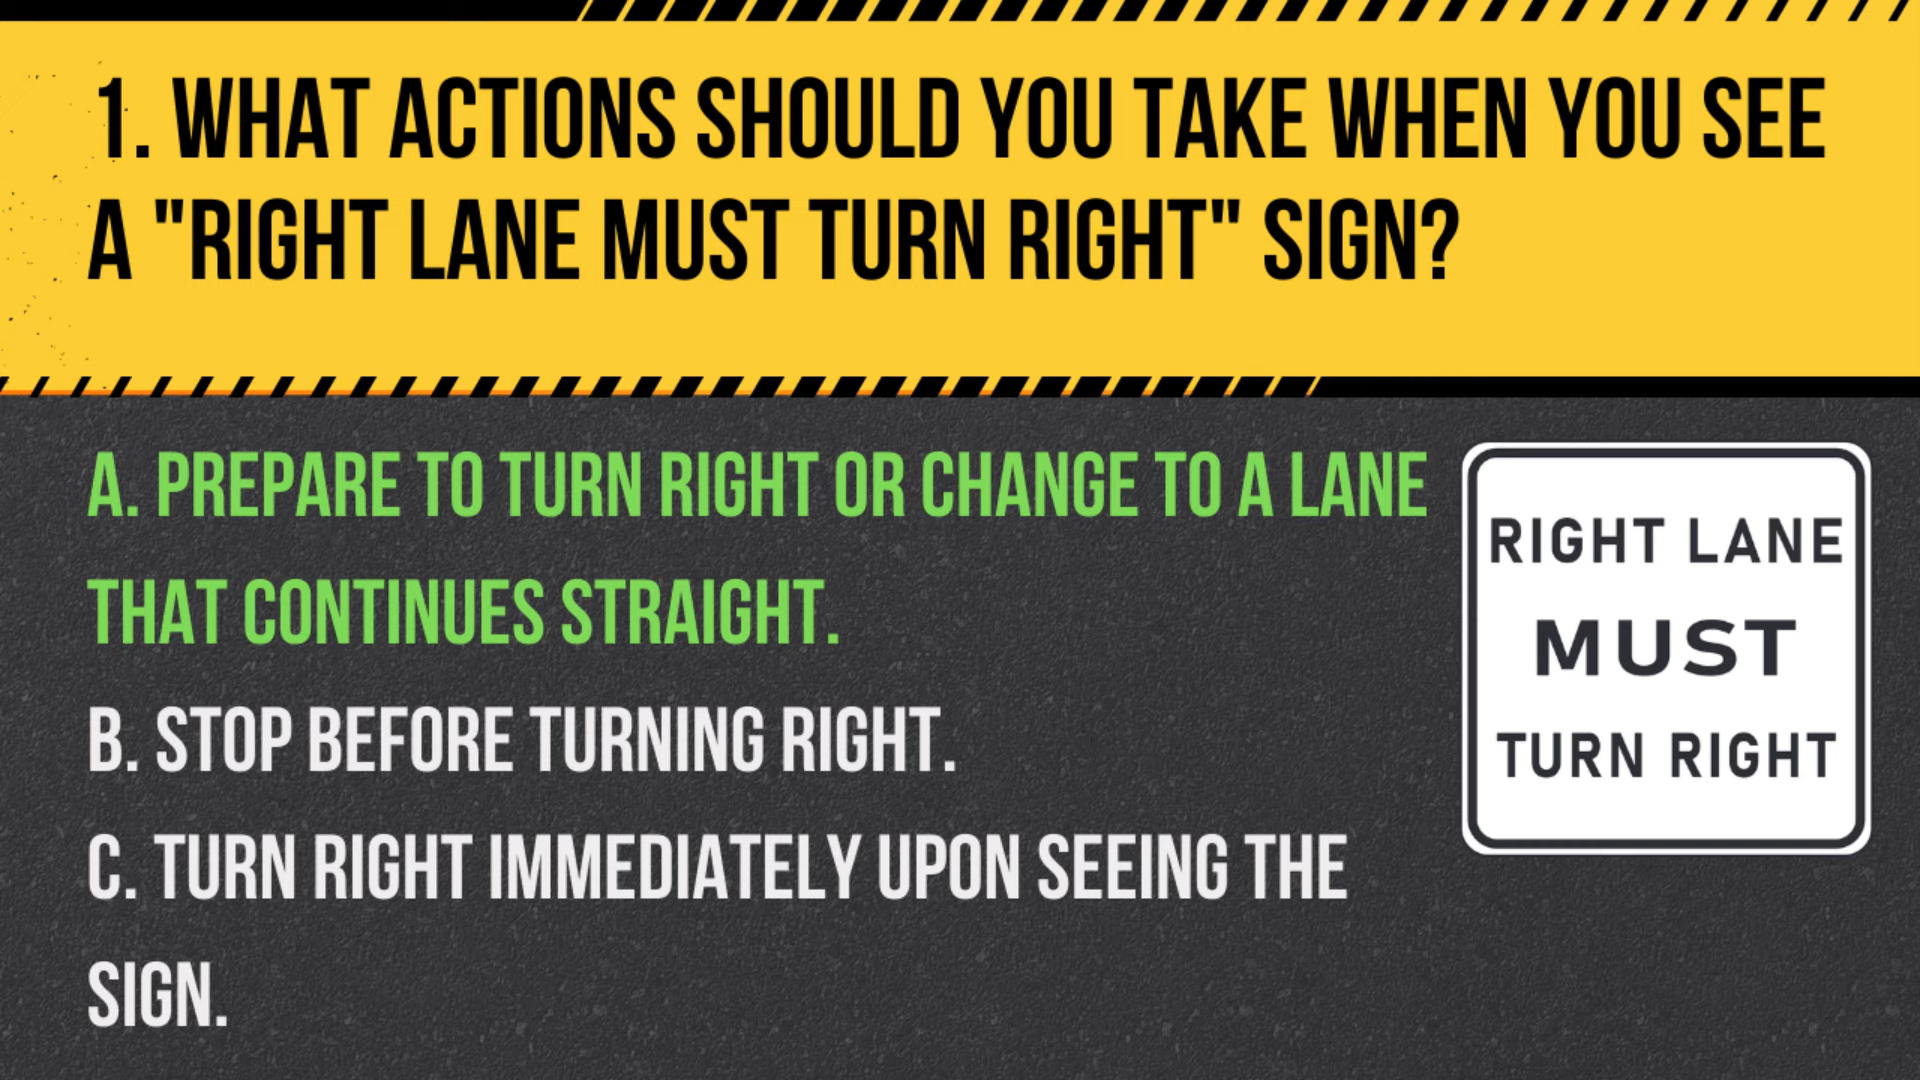 1. WHAT ACTIONS SHOULD YOU TAKE WHEN YOU SEE
A "RIGHT LANE MUST TURN RIGHT" SIGN?
A. PREPARE TO TURN RIGHT OR CHANGE TO A LANE
THAT CONTINUES STRAIGHT.
B. STOP BEFORE TURNING RIGHT.
C. TURN RIGHT IMMEDIATELY UPON SEEING THE
SIGN.
RIGHT LANE
MUST
TURN RIGHT